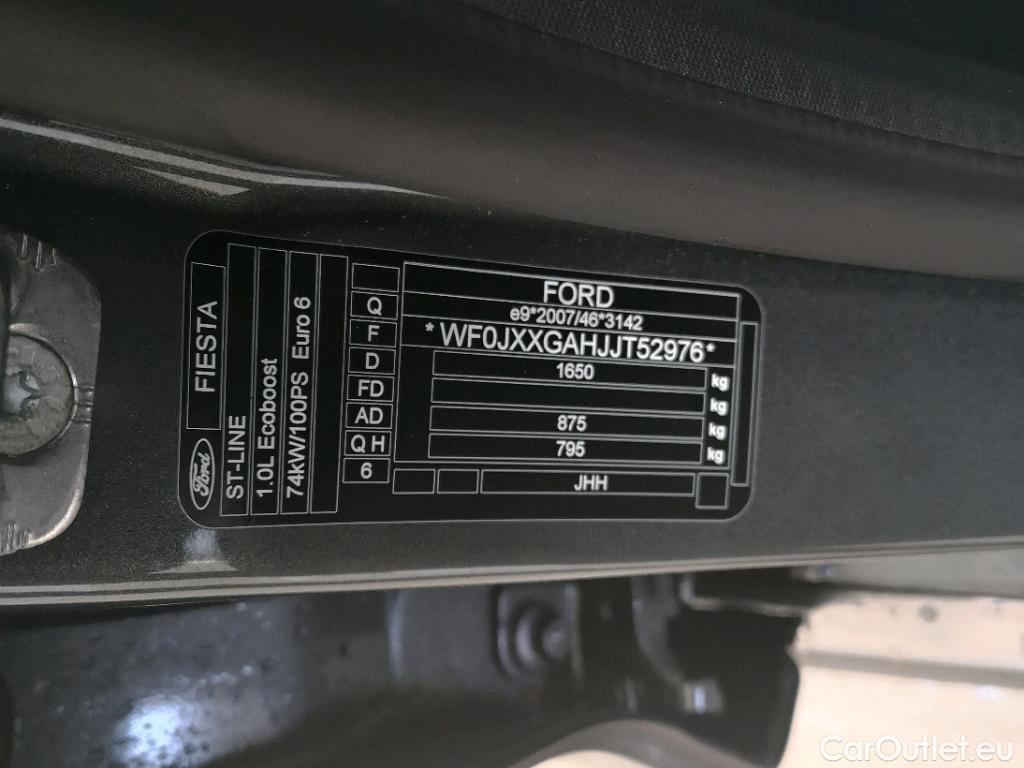 FORD
e9*2007/46*3142
*WF0JXXGAHJJT52976*
1650 kg
kg
875 kg
795 kg
JHH
Q
F
D
FD
AD
Q H
6
Ford
FIESTA
ST-LINE
1.0L Ecoboost
74kW/100PS Euro 6
CarOutlet.eu